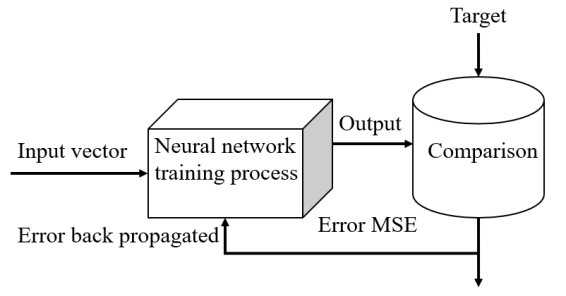 Target
Output
Input vector
Neural network
training process
Comparison
Error back propagated
Error MSE